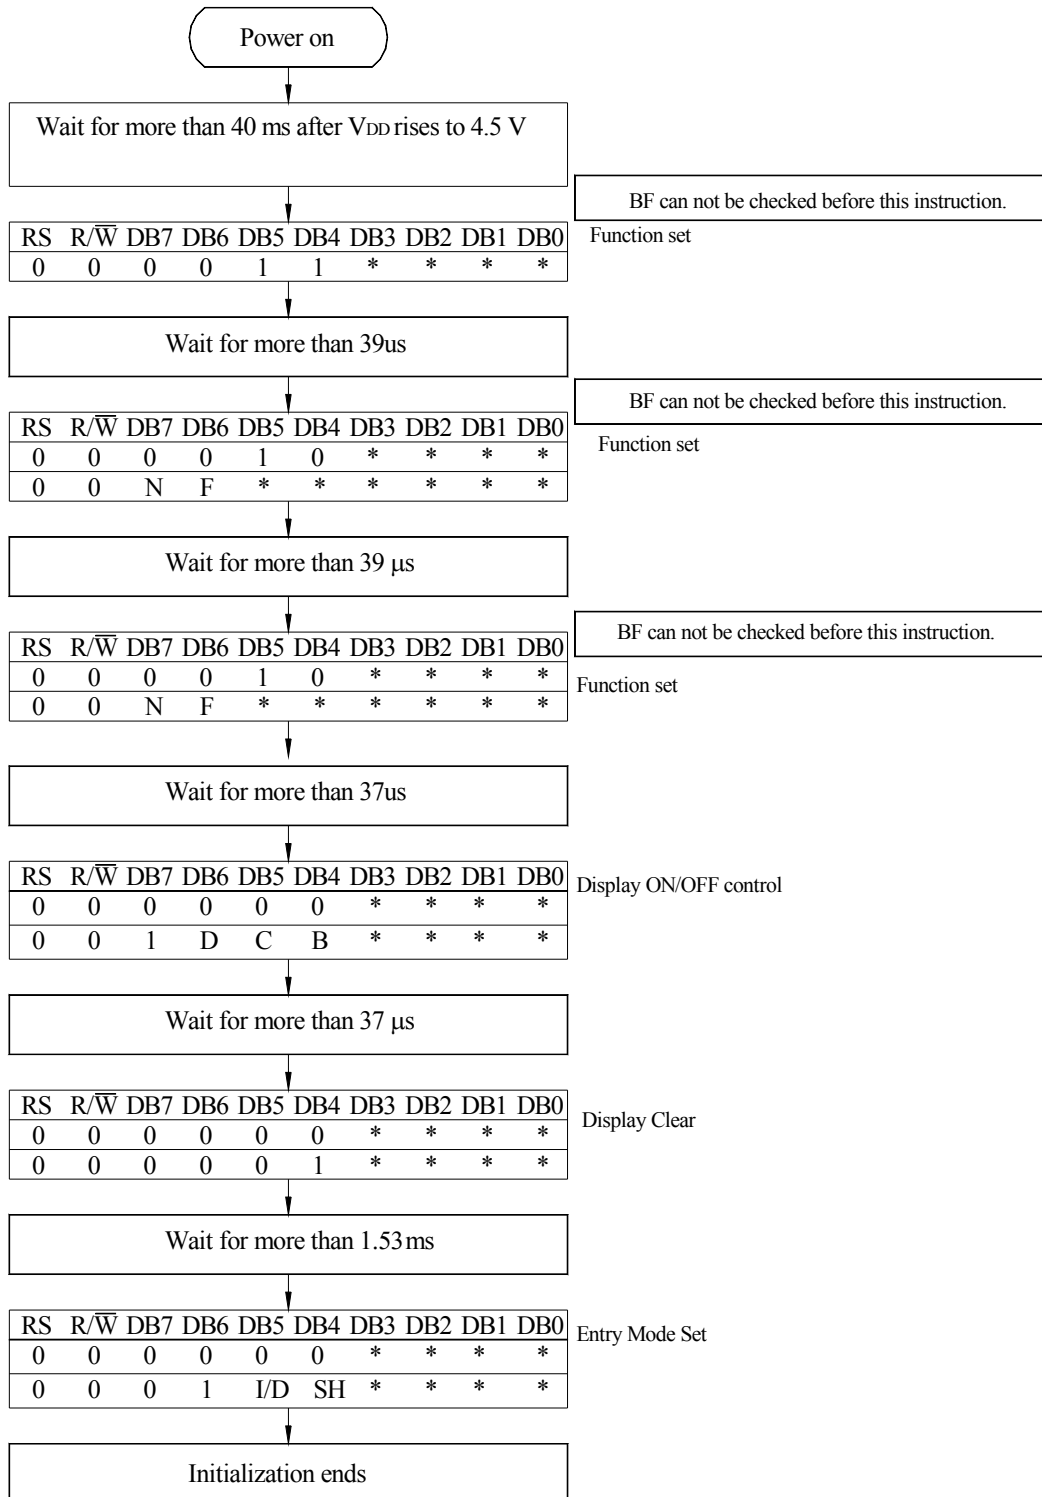 Power on
Wait for more than 40 ms after VDD rises to 4.5 V
BF can not be checked before this instruction.
RS R/W̅ DB7 DB6 DB5 DB4 DB3 DB2 DB1 DB0
Function set
0 0 0 0 1 1 * * * *
Wait for more than 39us
BF can not be checked before this instruction.
RS R/W̅ DB7 DB6 DB5 DB4 DB3 DB2 DB1 DB0
Function set
0 0 0 0 1 0 * * * *
0 0 N F * * * * * *
Wait for more than 39 µs
BF can not be checked before this instruction.
RS R/W̅ DB7 DB6 DB5 DB4 DB3 DB2 DB1 DB0
0 0 0 0 1 0 * * * *
Function set
0 0 N F * * * * * *
Wait for more than 37us
RS R/W̅ DB7 DB6 DB5 DB4 DB3 DB2 DB1 DB0
Display ON/OFF control
0 0 0 0 0 0 * * * *
0 0 1 D C B * * * *
Wait for more than 37 µs
RS R/W̅ DB7 DB6 DB5 DB4 DB3 DB2 DB1 DB0
Display Clear
0 0 0 0 0 0 * * * *
0 0 0 0 0 1 * * * *
Wait for more than 1.53ms
RS R/W̅ DB7 DB6 DB5 DB4 DB3 DB2 DB1 DB0
Entry Mode Set
0 0 0 0 0 0 * * * *
0 0 0 1 I/D SH * * * *
Initialization ends